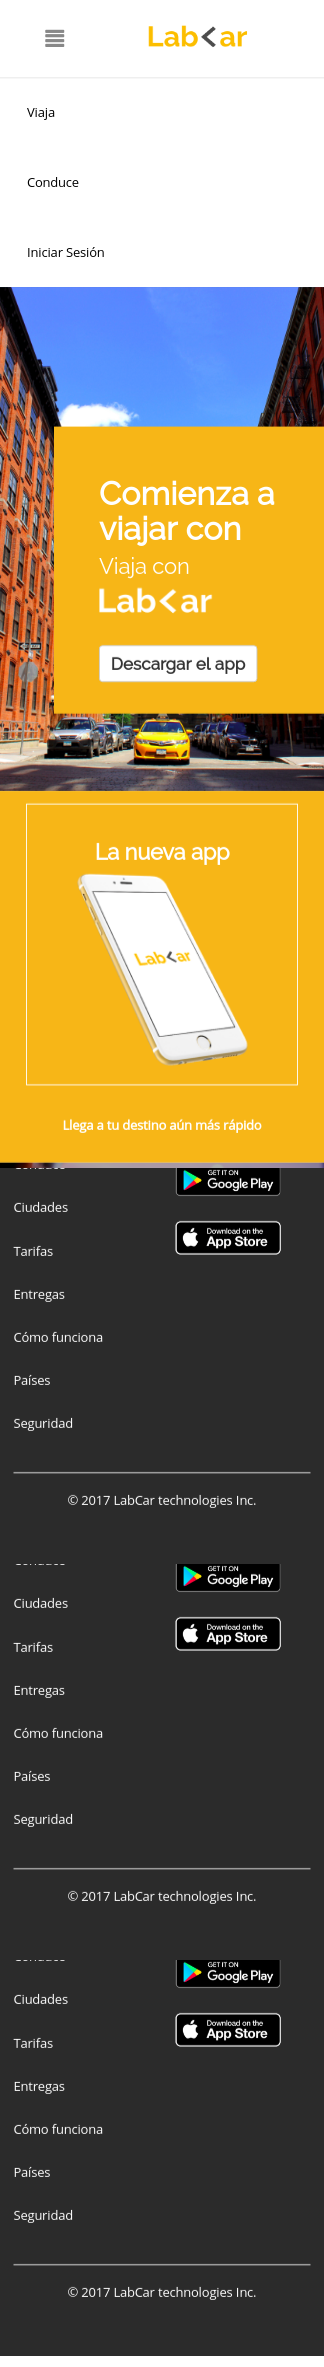 Lab<ar
Viaja
Conduce
Iniciar Sesión
Comienza a
viajar con
Viaja con
Lab<ar
Descargar el app
La nueva app
Lab<ar
Llega a tu destino aún más rápido
GET IT ON
Google Play
Ciudades
Download on the
App Store
Tarifas
Entregas
Cómo funciona
Países
Seguridad
© 2017 LabCar technologies Inc.
GET IT ON
Google Play
Ciudades
Download on the
App Store
Tarifas
Entregas
Cómo funciona
Países
Seguridad
© 2017 LabCar technologies Inc.
GET IT ON
Google Play
Ciudades
Download on the
App Store
Tarifas
Entregas
Cómo funciona
Países
Seguridad
© 2017 LabCar technologies Inc.